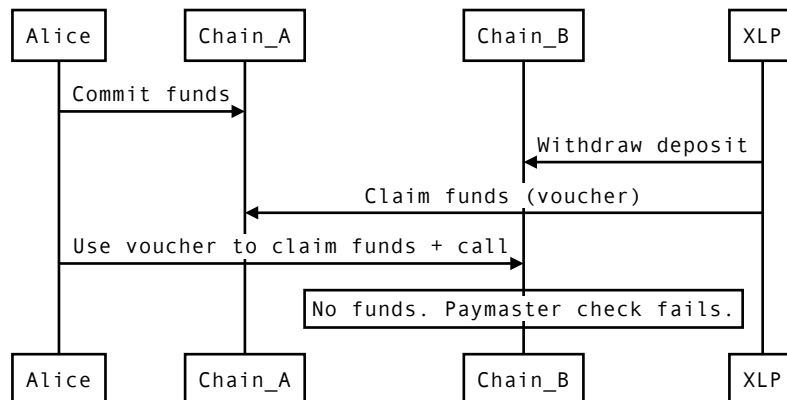 Alice Chain_A Chain_B XLP
Commit funds
Withdraw deposit
Claim funds (voucher)
Use voucher to claim funds + call
No funds. Paymaster check fails.
Alice Chain_A Chain_B XLP